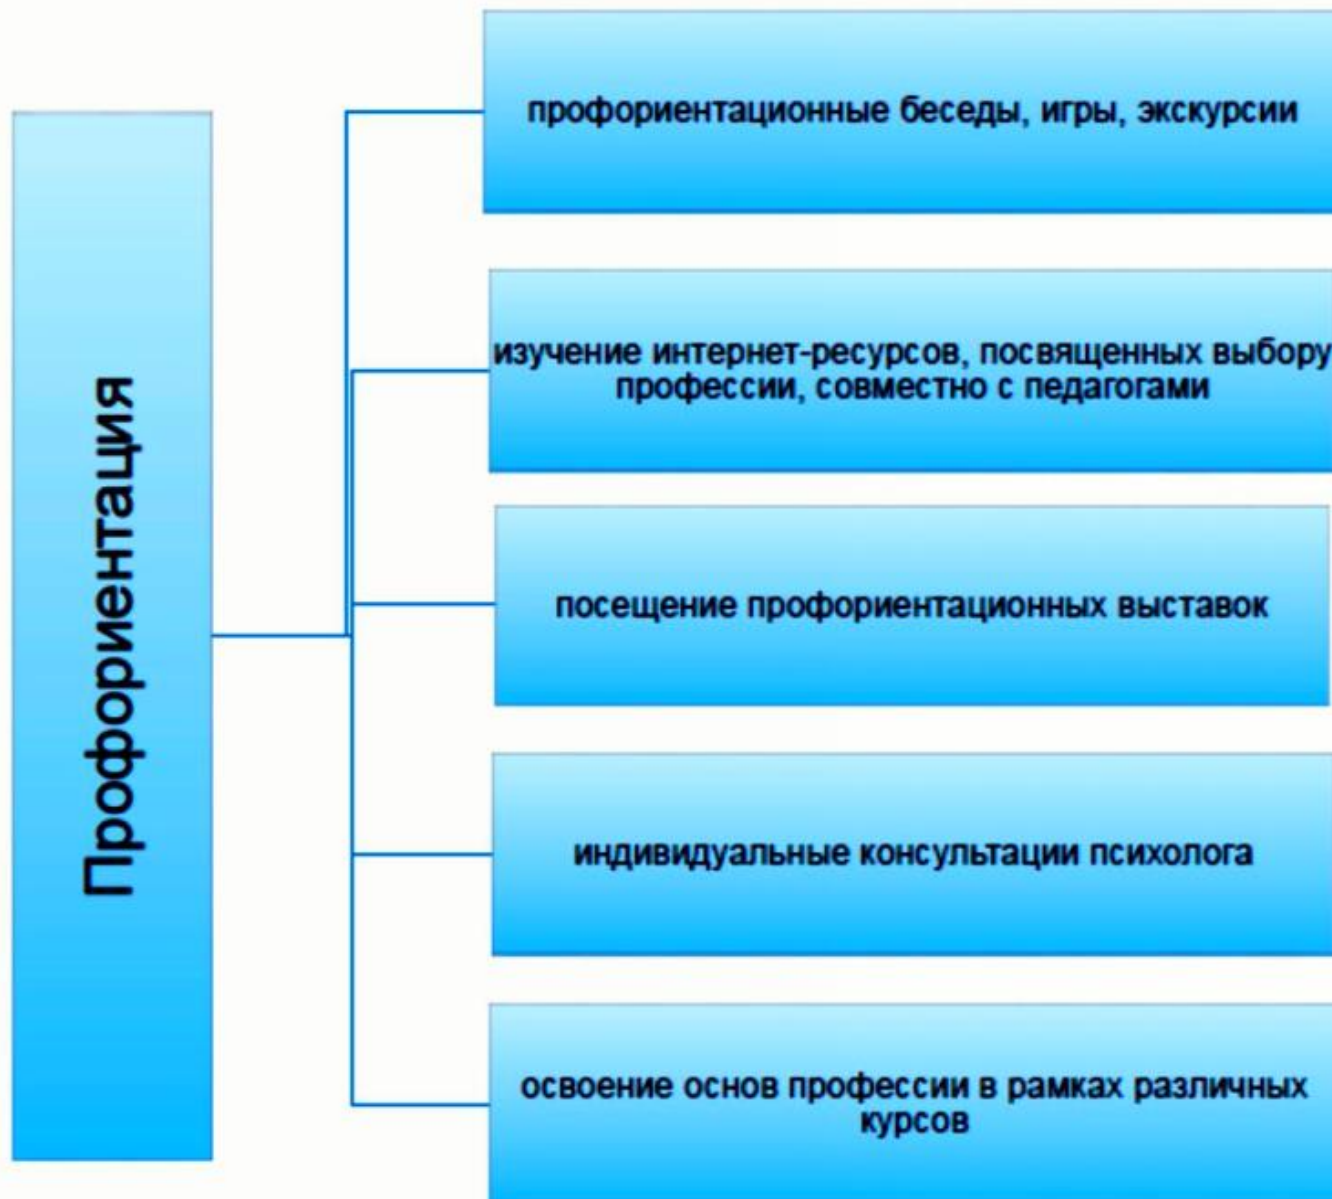 Профориентация
профориентационные беседы, игры, экскурсии
изучение интернет-ресурсов, посвященных выбору
профессии, совместно с педагогами
посещение профориентационных выставок
индивидуальные консультации психолога
освоение основ профессии в рамках различных
курсов